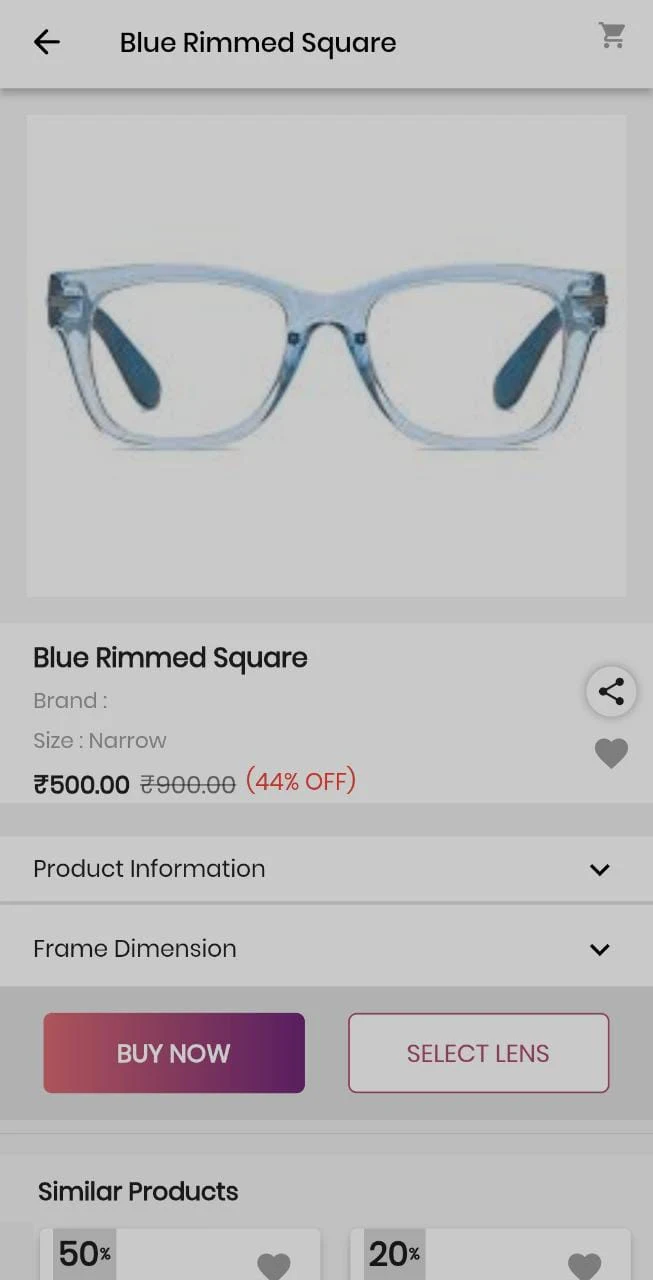 Blue Rimmed Square
Blue Rimmed Square
Brand :
Size : Narrow
₹500.00 ₹900.00 (44% OFF)
Product Information
Frame Dimension
BUY NOW SELECT LENS
Similar Products
50% 20%